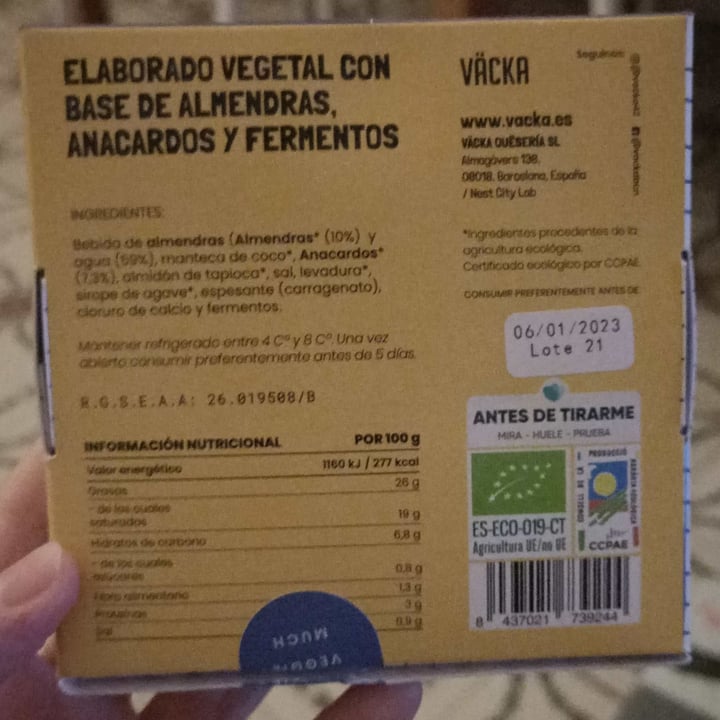 ELABORADO VEGETAL CON
BASE DE ALMENDRAS,
ANACARDOS Y FERMENTOS
INGREDIENTES:
Bebida de almendras (Almendras* (10%) y
agua (59%), manteca de coco*, Anacardos*
(7,3%), almidón de tapioca*, sal, levadura*,
sirope de agave*, espesante (carragenato),
cloruro de calcio y fermentos.
Mantener refrigerado entre 4 Cº y 8 Cº. Una vez
abierto consumir preferentemente antes de 5 días.
R.G.S.E.A.A: 26.019508/B
INFORMACIÓN NUTRICIONAL POR 100 g
Valor energético 1160 kJ / 277 kcal
Grasas 26 g
- de las cuales
saturadas 19 g
Hidratos de carbono 6,8 g
- de los cuales
azúcares 0,8 g
Fibra alimentaria 1,3 g
Proteínas 3 g
Sal 0,9 g
MUCH
VEGAN
VÄCKA
Seguinos:
www.vacka.es
VÄCKA QUÈSERÍA SL
Almogàvers 138,
08018, Barcelona, España
/ Nest City Lab
*Ingredientes procedentes de la
agricultura ecológica.
Certificado ecológico por CCPAE
CONSUMIR PREFERENTEMENTE ANTES DE
06/01/2023
Lote 21
ANTES DE TIRARME
MIRA - HUELE - PRUEBA
ES-ECO-019-CT
Agricultura UE/no UE
PRODUCCIÓ
AGRÀRIA ECOLÒGICA
CCPAE
8 437021 739244